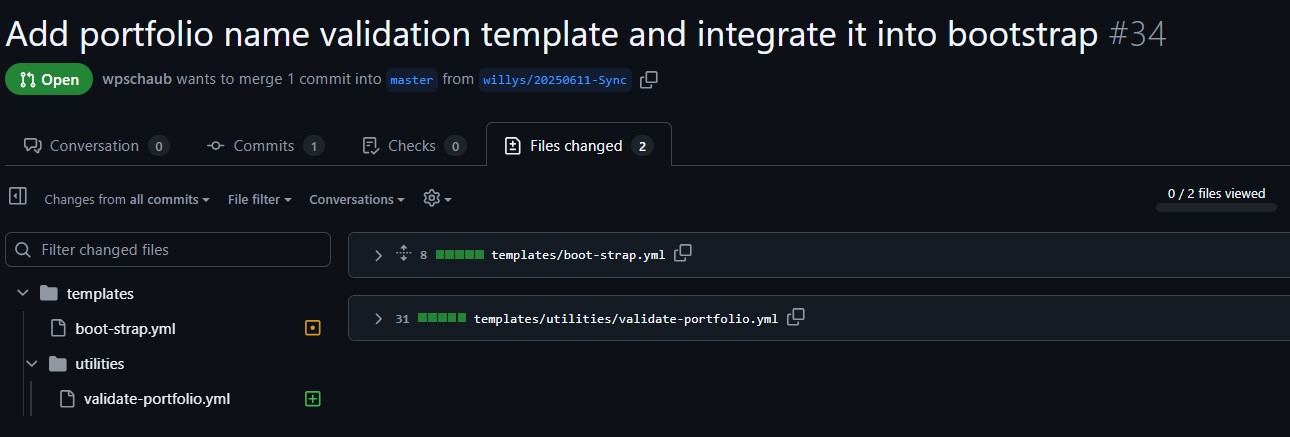 Add portfolio name validation template and integrate it into bootstrap #34
Open wpschaub wants to merge 1 commit into master from willys/20250611-Sync
Conversation 0 Commits 1 Checks 0 Files changed 2
Changes from all commits File filter Conversations
0 / 2 files viewed
Filter changed files
8 templates/boot-strap.yml
templates
31 templates/utilities/validate-portfolio.yml
boot-strap.yml
utilities
validate-portfolio.yml